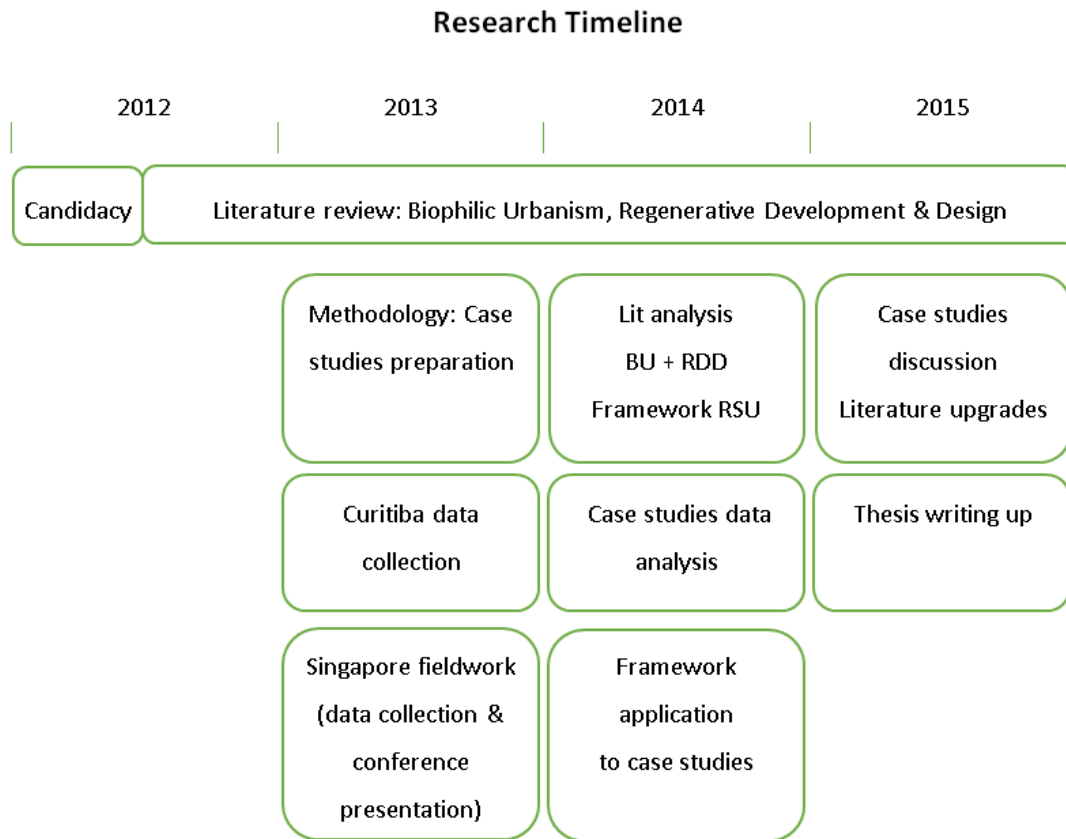 Research Timeline
2012
2013
2014
2015
Candidacy
Literature review: Biophilic Urbanism, Regenerative Development & Design
Methodology: Case
studies preparation
Lit analysis
BU + RDD
Framework RSU
Case studies
discussion
Literature upgrades
Curitiba data
collection
Case studies data
analysis
Thesis writing up
Singapore fieldwork
(data collection &
conference
presentation)
Framework
application
to case studies